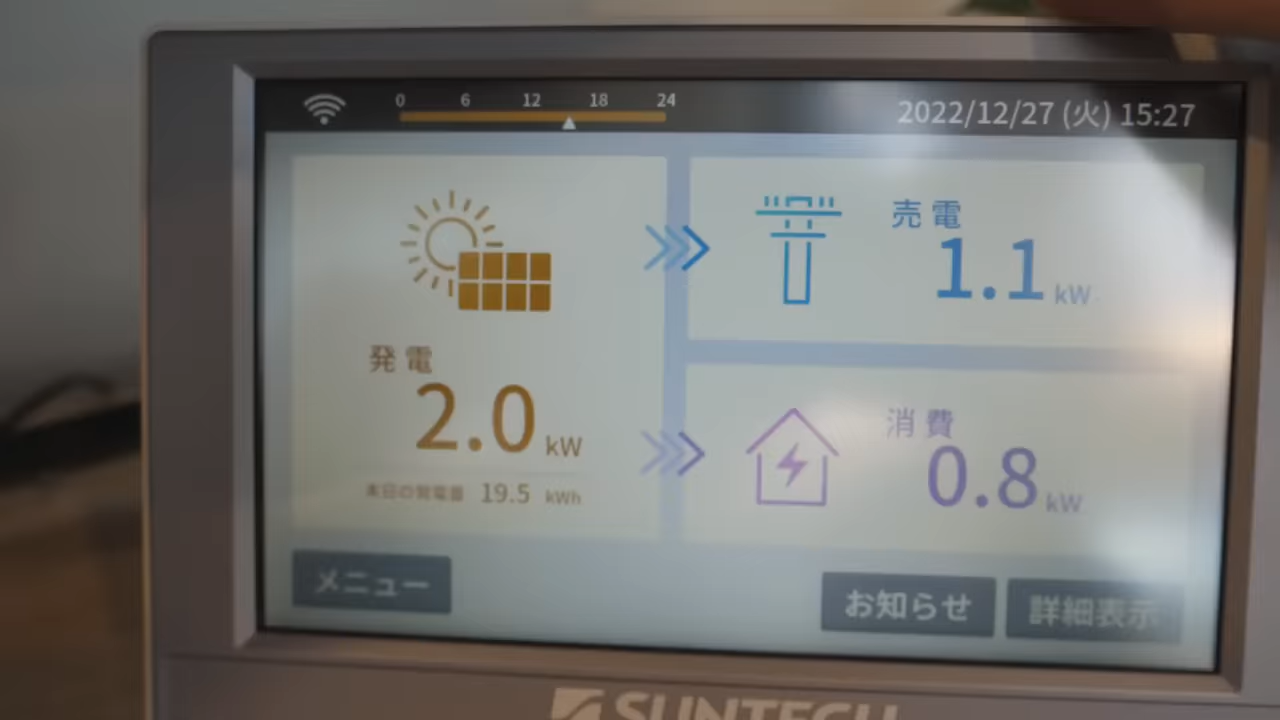 0 6 12 18 24
2022/12/27 (火) 15:27
発電
2.0 kW
本日の発電量 19.5 kWh
売電
1.1 kW
消費
0.8 kW
メニュー
お知らせ
詳細表示
SUNTECH